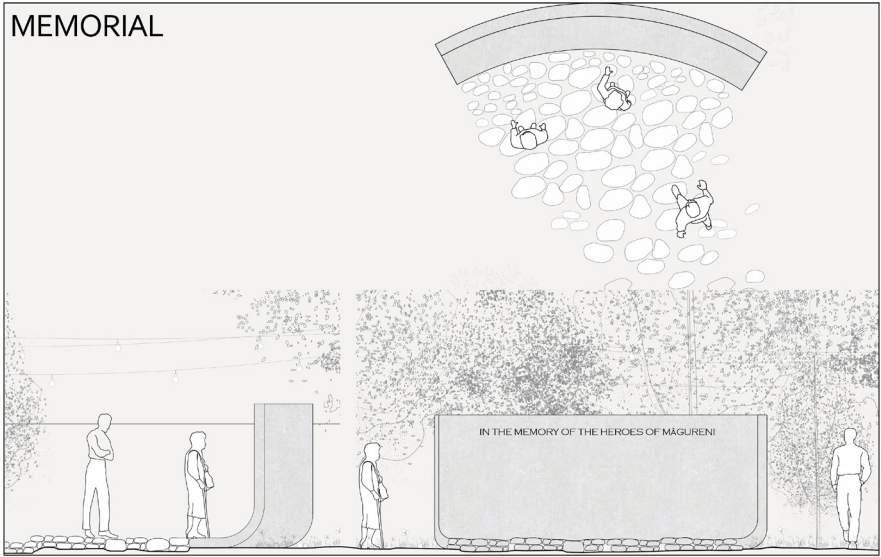 MEMORIAL
IN THE MEMORY OF THE HEROES OF MĂGURENI